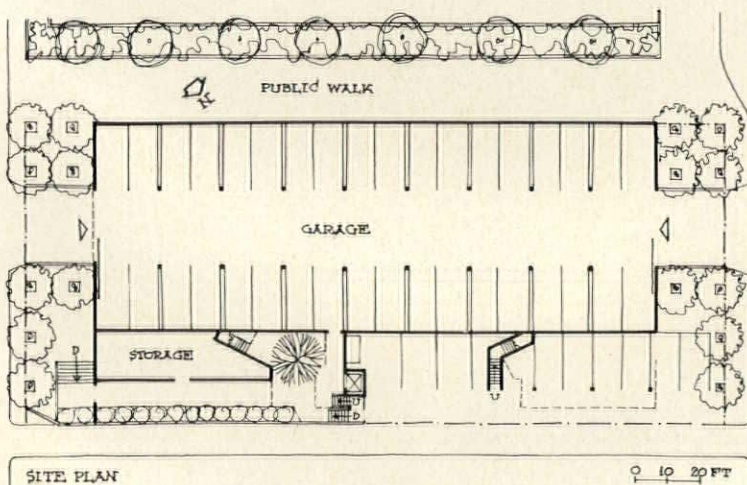 N
PUBLIC WALK
GARAGE
D
STORAGE
U
D
U
SITE PLAN
0 10 20 FT